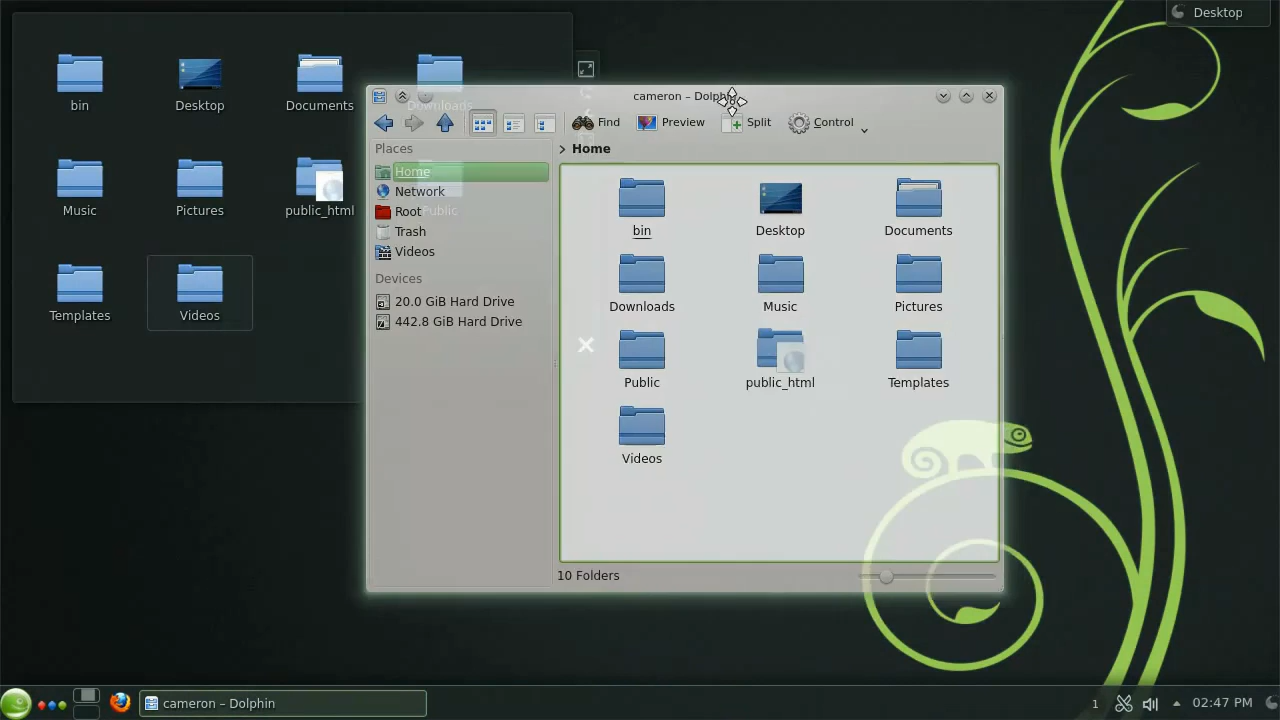 Desktop
bin
Desktop
Documents
Downloads
Music
Pictures
public_html
Public
Templates
Videos
cameron – Dolphin
Find
Preview
Split
Control
Places
Home
Network
Root
Trash
Videos
Devices
20.0 GiB Hard Drive
442.8 GiB Hard Drive
> Home
bin
Desktop
Documents
Downloads
Music
Pictures
Public
public_html
Templates
Videos
10 Folders
cameron – Dolphin
1
02:47 PM